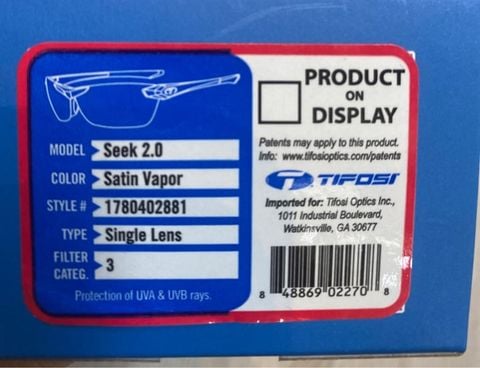 MODEL Seek 2.0
COLOR Satin Vapor
STYLE # 1780402881
TYPE Single Lens
FILTER
CATEG. 3
Protection of UVA & UVB rays.
PRODUCT
ON
DISPLAY
Patents may apply to this product.
Info: www.tifosioptics.com/patents
TIFOSI
Imported for: Tifosi Optics Inc.,
1011 Industrial Boulevard,
Watkinsville, GA 30677
8 48869 02270 8